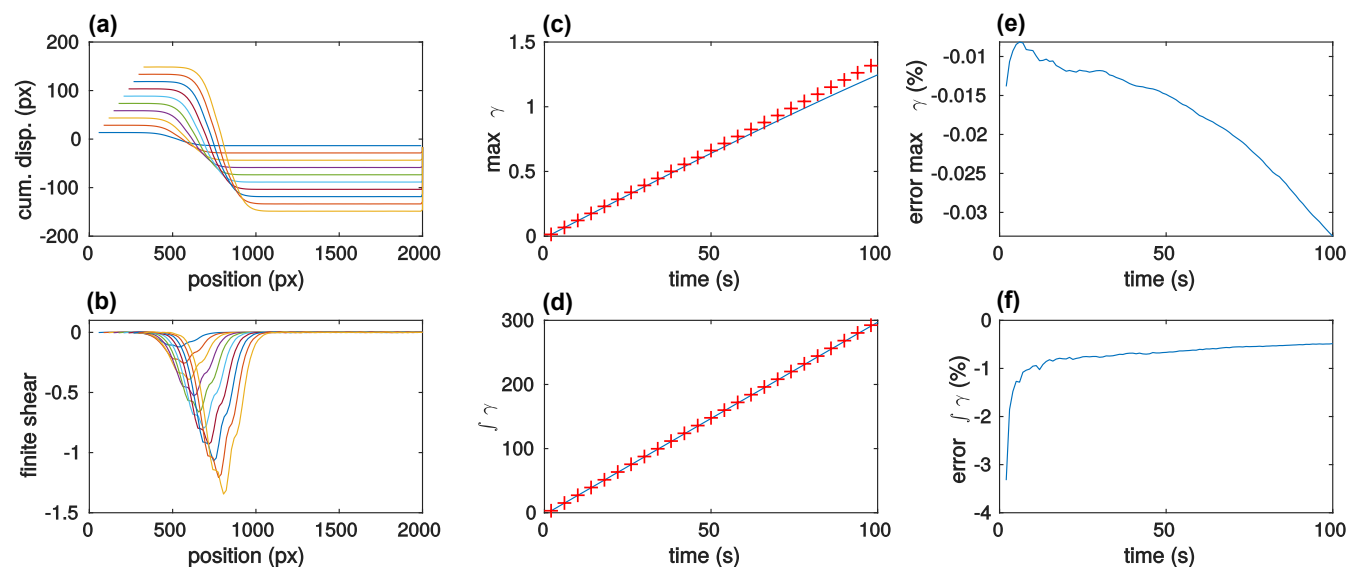 (a)
200
100
0
-100
-200
cum. disp. (px)
0
500
1000
1500
2000
position (px)
(b)
0
-0.5
-1
-1.5
finite shear
0
500
1000
1500
2000
position (px)
(c)
1.5
1
0.5
0
max γ
0
50
100
time (s)
(d)
300
200
100
0
∫ γ
0
50
100
time (s)
(e)
-0.01
-0.015
-0.02
-0.025
-0.03
error max γ (%)
0
50
100
time (s)
(f)
0
-1
-2
-3
-4
error ∫ γ (%)
0
50
100
time (s)